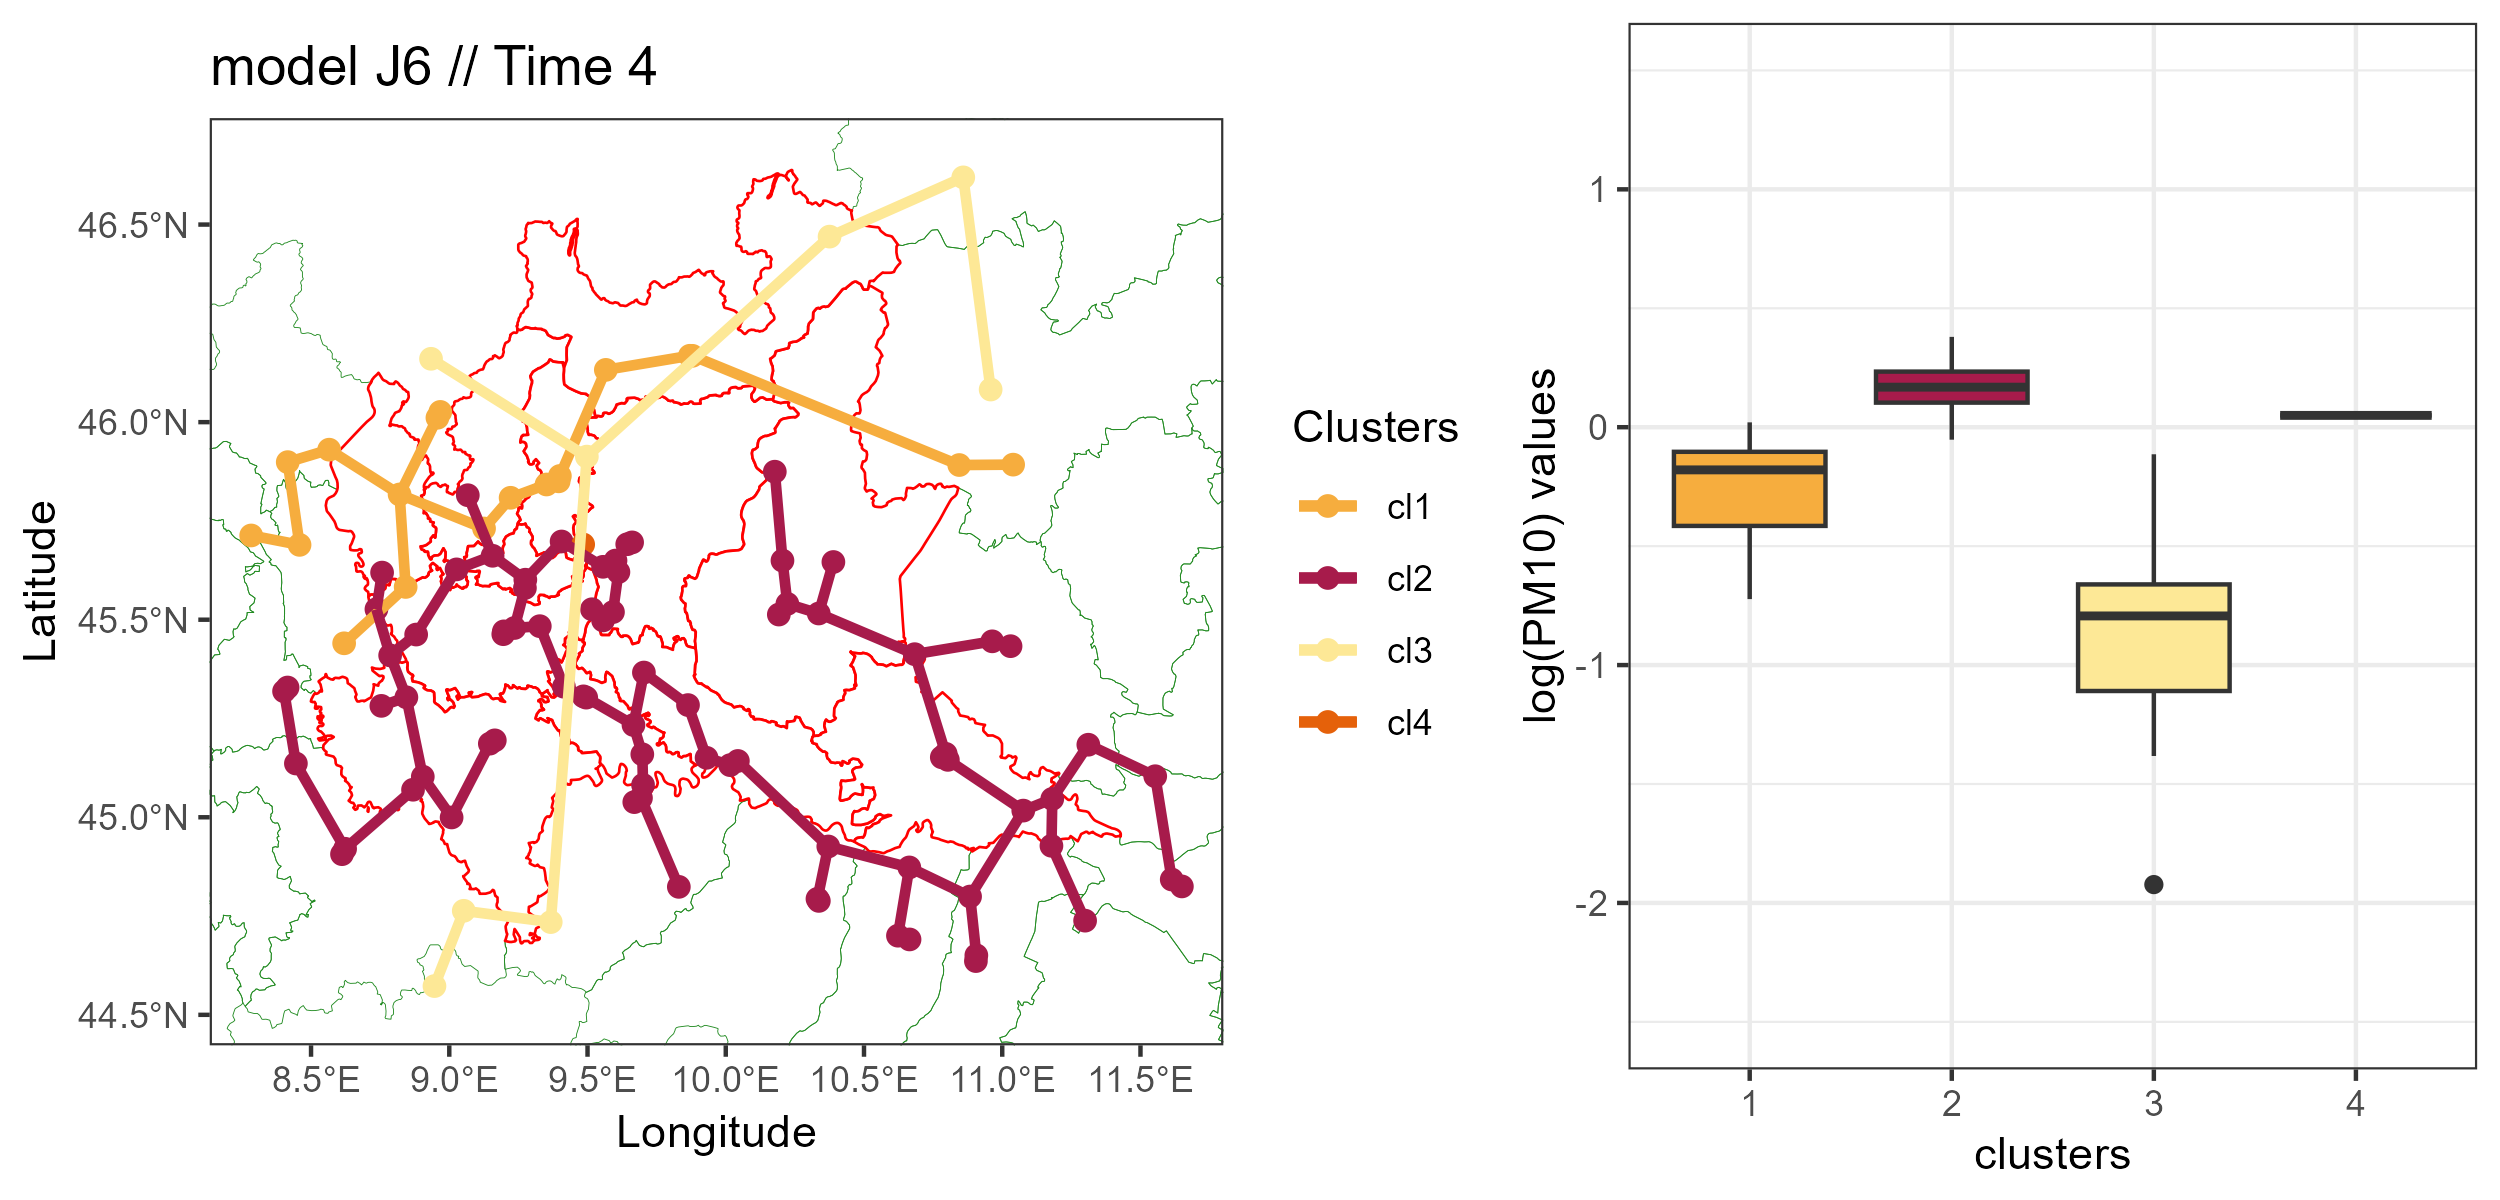 model J6 // Time 4
Latitude
46.5°N
46.0°N
45.5°N
45.0°N
44.5°N
8.5°E 9.0°E 9.5°E 10.0°E 10.5°E 11.0°E 11.5°E
Longitude
Clusters
cl1
cl2
cl3
cl4
log(PM10) values
1
0
-1
-2
1 2 3 4
clusters